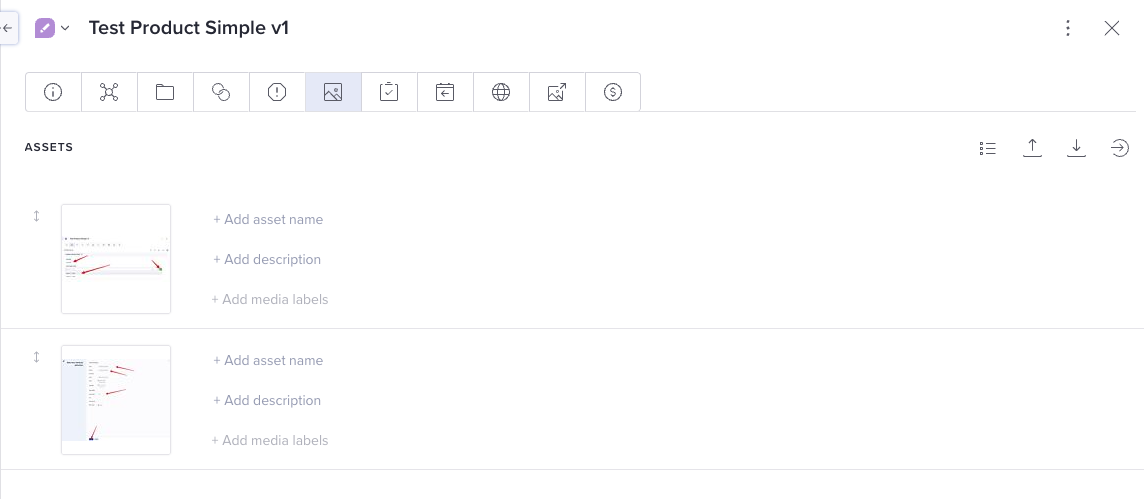 Test Product Simple v1
ASSETS
+ Add asset name
+ Add description
+ Add media labels
+ Add asset name
+ Add description
+ Add media labels